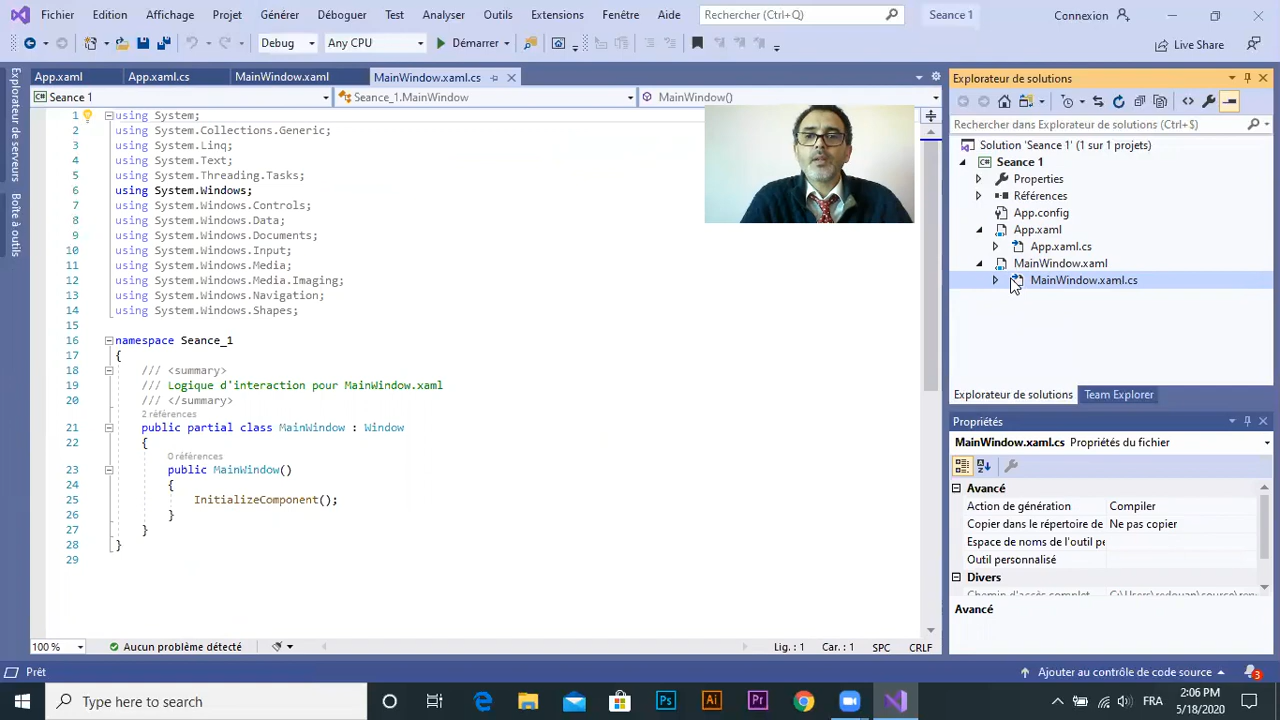 Fichier Edition Affichage Projet Générer Déboguer Test Analyser Outils Extensions Fenêtre Aide Rechercher (Ctrl+Q) Seance 1 Connexion
Debug Any CPU Démarrer Live Share
Explorateur de serveurs
Boîte à outils
App.xaml App.xaml.cs MainWindow.xaml MainWindow.xaml.cs
Seance 1 Seance_1.MainWindow MainWindow()
1 using System;
2 using System.Collections.Generic;
3 using System.Linq;
4 using System.Text;
5 using System.Threading.Tasks;
6 using System.Windows;
7 using System.Windows.Controls;
8 using System.Windows.Data;
9 using System.Windows.Documents;
10 using System.Windows.Input;
11 using System.Windows.Media;
12 using System.Windows.Media.Imaging;
13 using System.Windows.Navigation;
14 using System.Windows.Shapes;
15
16 namespace Seance_1
17 {
18 /// <summary>
19 /// Logique d'interaction pour MainWindow.xaml
20 /// </summary>
2 références
21 public partial class MainWindow : Window
22 {
0 références
23 public MainWindow()
24 {
25 InitializeComponent();
26 }
27 }
28 }
29
100 % Aucun problème détecté Lig. : 1 Car. : 1 SPC CRLF
Explorateur de solutions
Rechercher dans Explorateur de solutions (Ctrl+$)
Solution 'Seance 1' (1 sur 1 projets)
Seance 1
Properties
Références
App.config
App.xaml
App.xaml.cs
MainWindow.xaml
MainWindow.xaml.cs
Explorateur de solutions Team Explorer
Propriétés
MainWindow.xaml.cs Propriétés du fichier
Avancé
Action de génération Compiler
Copier dans le répertoire de Ne pas copier
Espace de noms de l'outil pe
Outil personnalisé
Divers
Avancé
Prêt Ajouter au contrôle de code source 3
Type here to search Ps Ai Pr FRA 2:06 PM
5/18/2020